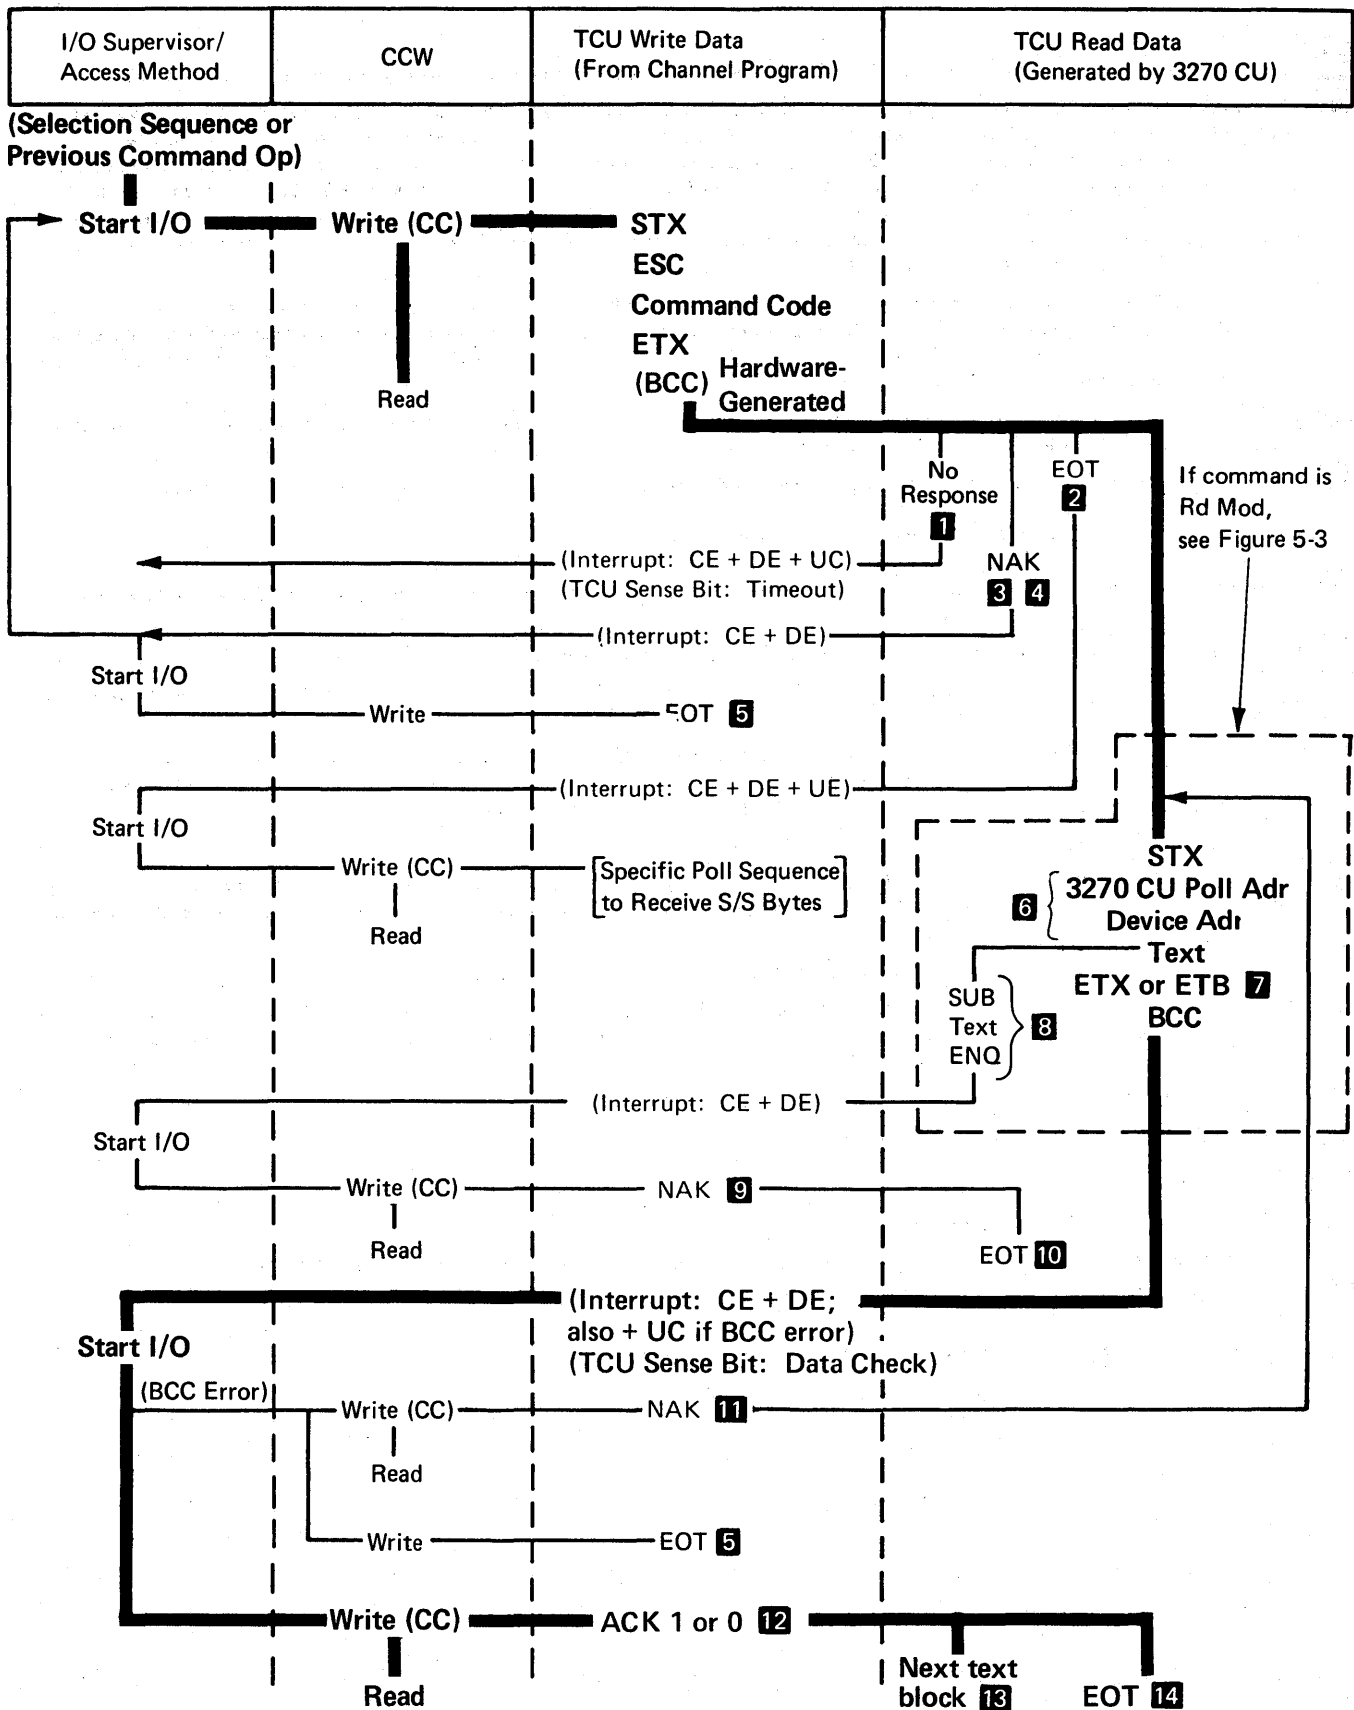 I/O Supervisor/
Access Method
CCW
TCU Write Data
(From Channel Program)
TCU Read Data
(Generated by 3270 CU)
(Selection Sequence or
Previous Command Op)
Start I/O
Write (CC)
STX
ESC
Command Code
ETX
(BCC)
Hardware-
Generated
Read
No
Response
1
EOT
2
If command is
Rd Mod,
see Figure 5-3
NAK
3 4
(Interrupt: CE + DE + UC)
(TCU Sense Bit: Timeout)
(Interrupt: CE + DE)
Start I/O
Write
EOT 5
(Interrupt: CE + DE + UE)
Start I/O
Write (CC)
Read
Specific Poll Sequence
to Receive S/S Bytes
STX
6
3270 CU Poll Adr
Device Adr
Text
ETX or ETB 7
BCC
SUB
Text
ENQ
8
(Interrupt: CE + DE)
Start I/O
Write (CC)
NAK 9
Read
EOT 10
(Interrupt: CE + DE;
also + UC if BCC error)
(TCU Sense Bit: Data Check)
Start I/O
(BCC Error)
Write (CC)
NAK 11
Read
Write
EOT 5
Write (CC)
ACK 1 or 0 12
Read
Next text
block 13
EOT 14